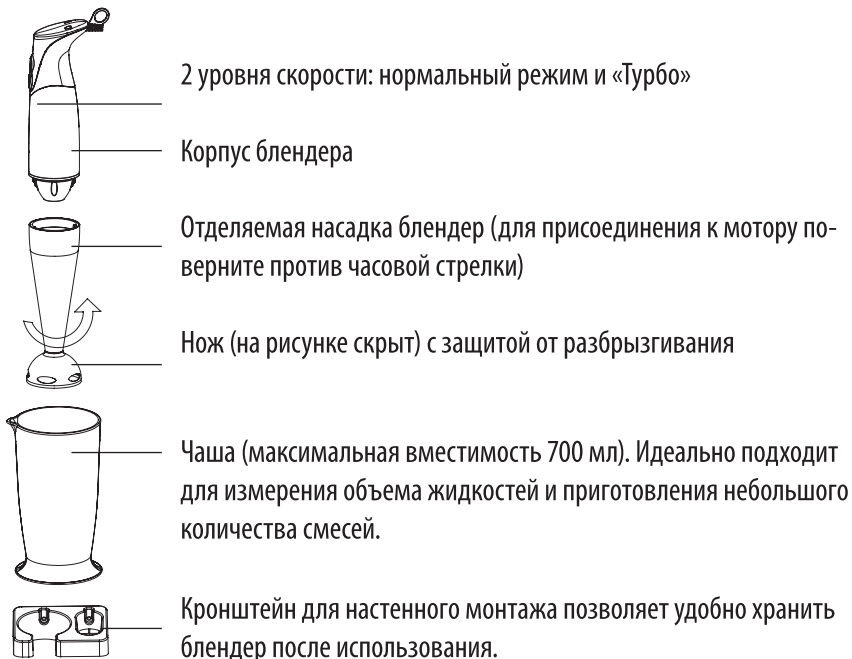 2 уровня скорости: нормальный режим и «Турбо»
Корпус блендера
Отделяемая насадка блендер (для присоединения к мотору по-
верните против часовой стрелки)
Нож (на рисунке скрыт) с защитой от разбрызгивания
Чаша (максимальная вместимость 700 мл). Идеально подходит
для измерения объема жидкостей и приготовления небольшого
количества смесей.
Кронштейн для настенного монтажа позволяет удобно хранить
блендер после использования.